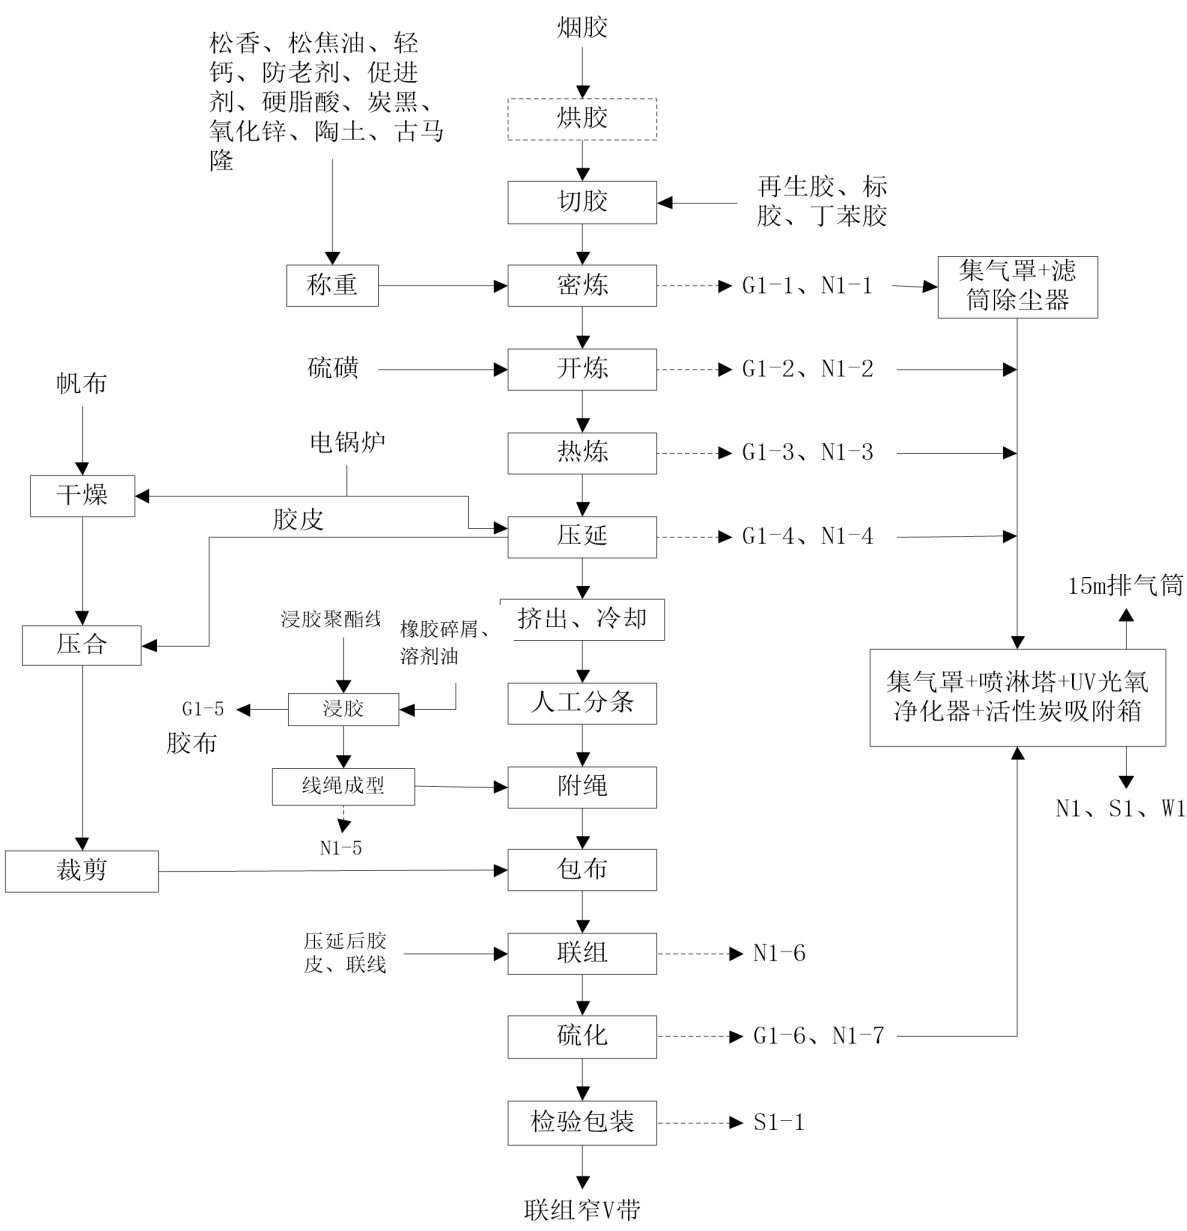 烟胶
松香、松焦油、轻
钙、防老剂、促进
剂、硬脂酸、炭黑、
氧化锌、陶土、古马
隆
烘胶
切胶
再生胶、标
胶、丁苯胶
称重
密炼
G1-1、N1-1
集气罩+滤
筒除尘器
硫磺
开炼
G1-2、N1-2
帆布
电锅炉
热炼
G1-3、N1-3
干燥
胶皮
压延
G1-4、N1-4
15m排气筒
浸胶聚酯线
橡胶碎屑、
溶剂油
挤出、冷却
压合
集气罩+喷淋塔+UV光氧
净化器+活性炭吸附箱
G1-5
浸胶
人工分条
胶布
线绳成型
附绳
N1、S1、W1
N1-5
裁剪
包布
压延后胶
皮、联线
联组
N1-6
硫化
G1-6、N1-7
检验包装
S1-1
联组窄V带